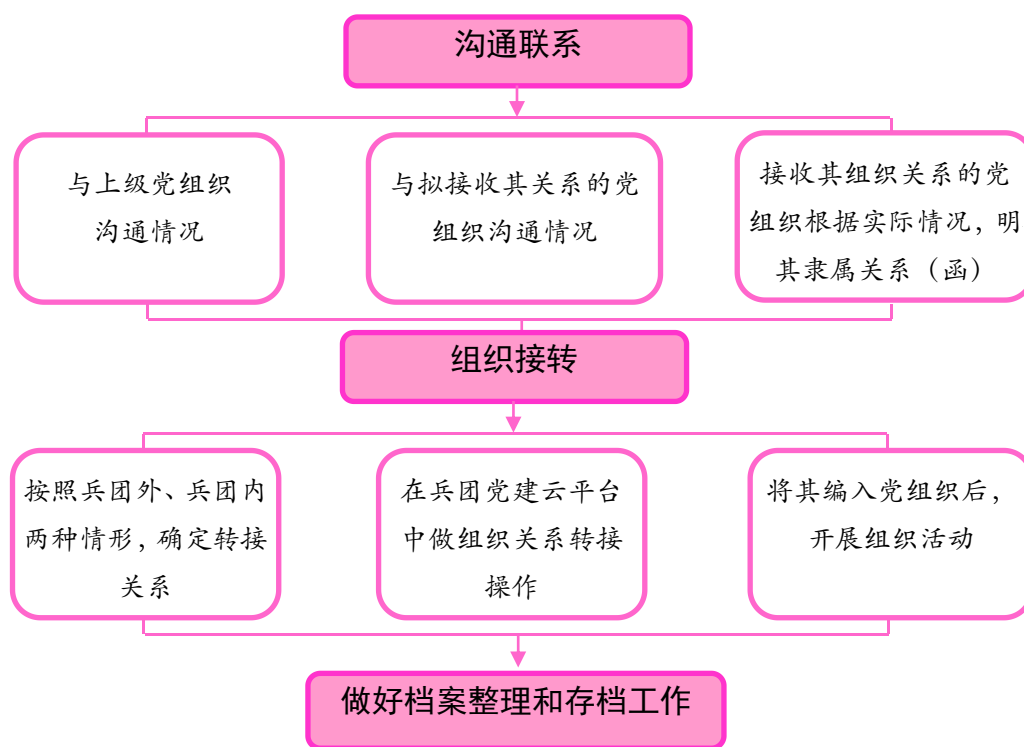 沟通联系
与上级党组织
沟通情况
与拟接收其关系的党
组织沟通情况
接收其组织关系的党
组织根据实际情况，明
其隶属关系（函）
组织接转
按照兵团外、兵团内
两种情形，确定转接
关系
在兵团党建云平台
中做组织关系转接
操作
将其编入党组织后，
开展组织活动
做好档案整理和存档工作